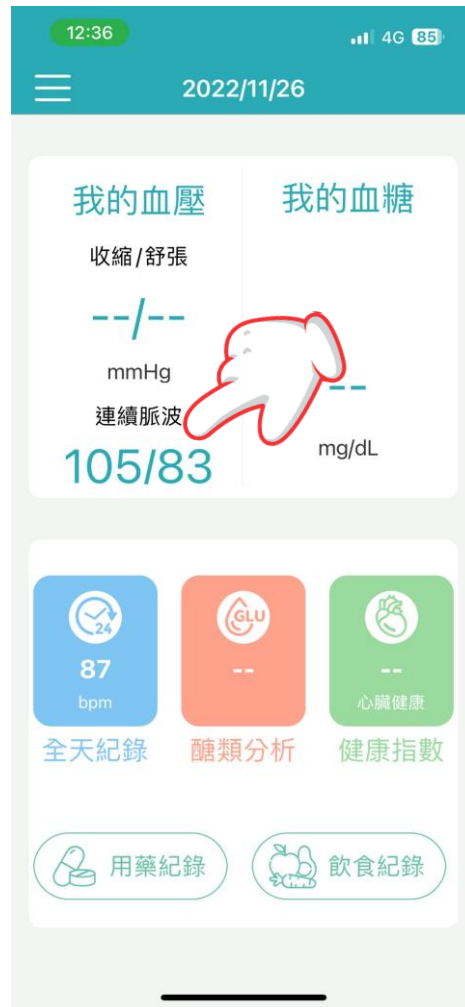 12:36 4G 85
2022/11/26
我的血壓
收縮/舒張
--/--
mmHg
連續脈波
105/83
我的血糖
--
mg/dL
24
87
bpm
全天紀錄
GLU
--
醣類分析
--
心臟健康
健康指數
用藥紀錄
飲食紀錄